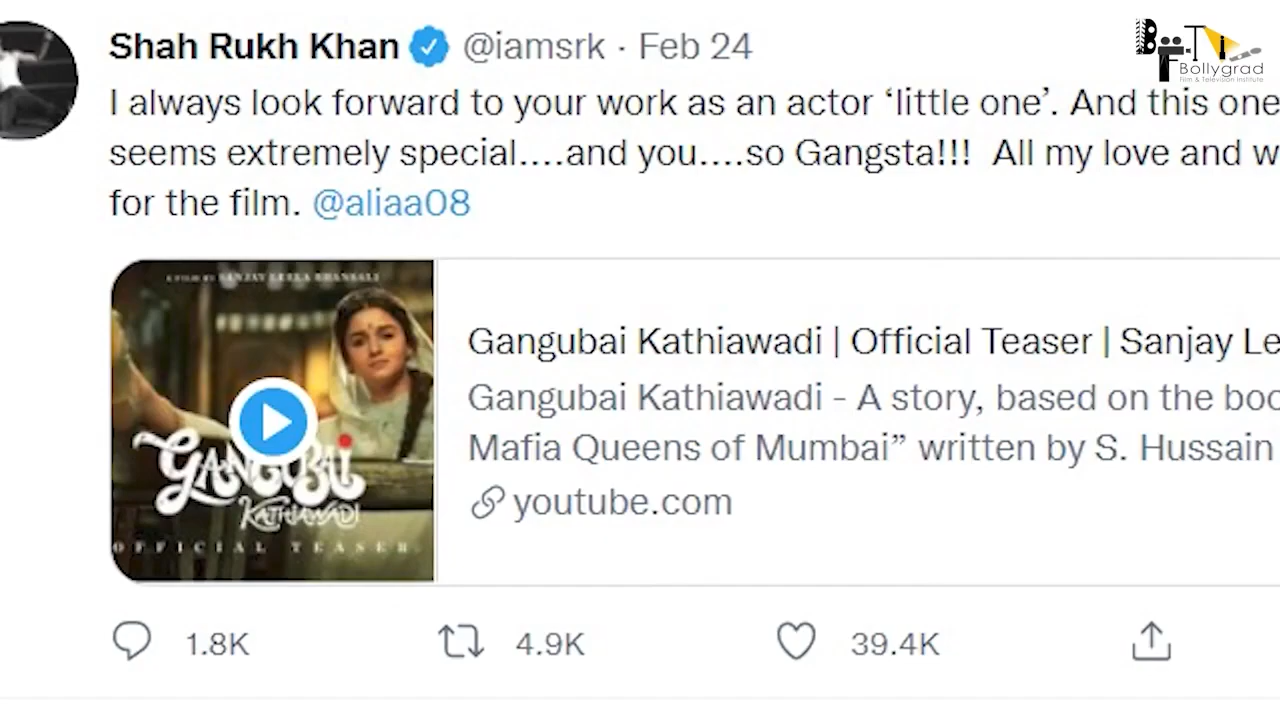 Shah Rukh Khan @iamsrk · Feb 24
B T
F Bollygrad
Film & Television Institute
I always look forward to your work as an actor ‘little one’. And this one
seems extremely special....and you....so Gangsta!!! All my love and w
for the film. @aliaa08
A FILM BY SANJAY LEELA BHANSALI
GANGUBAI
KATHIAWADI
OFFICIAL TEASER
Gangubai Kathiawadi | Official Teaser | Sanjay Le
Gangubai Kathiawadi - A story, based on the boo
Mafia Queens of Mumbai” written by S. Hussain
youtube.com
1.8K 4.9K 39.4K